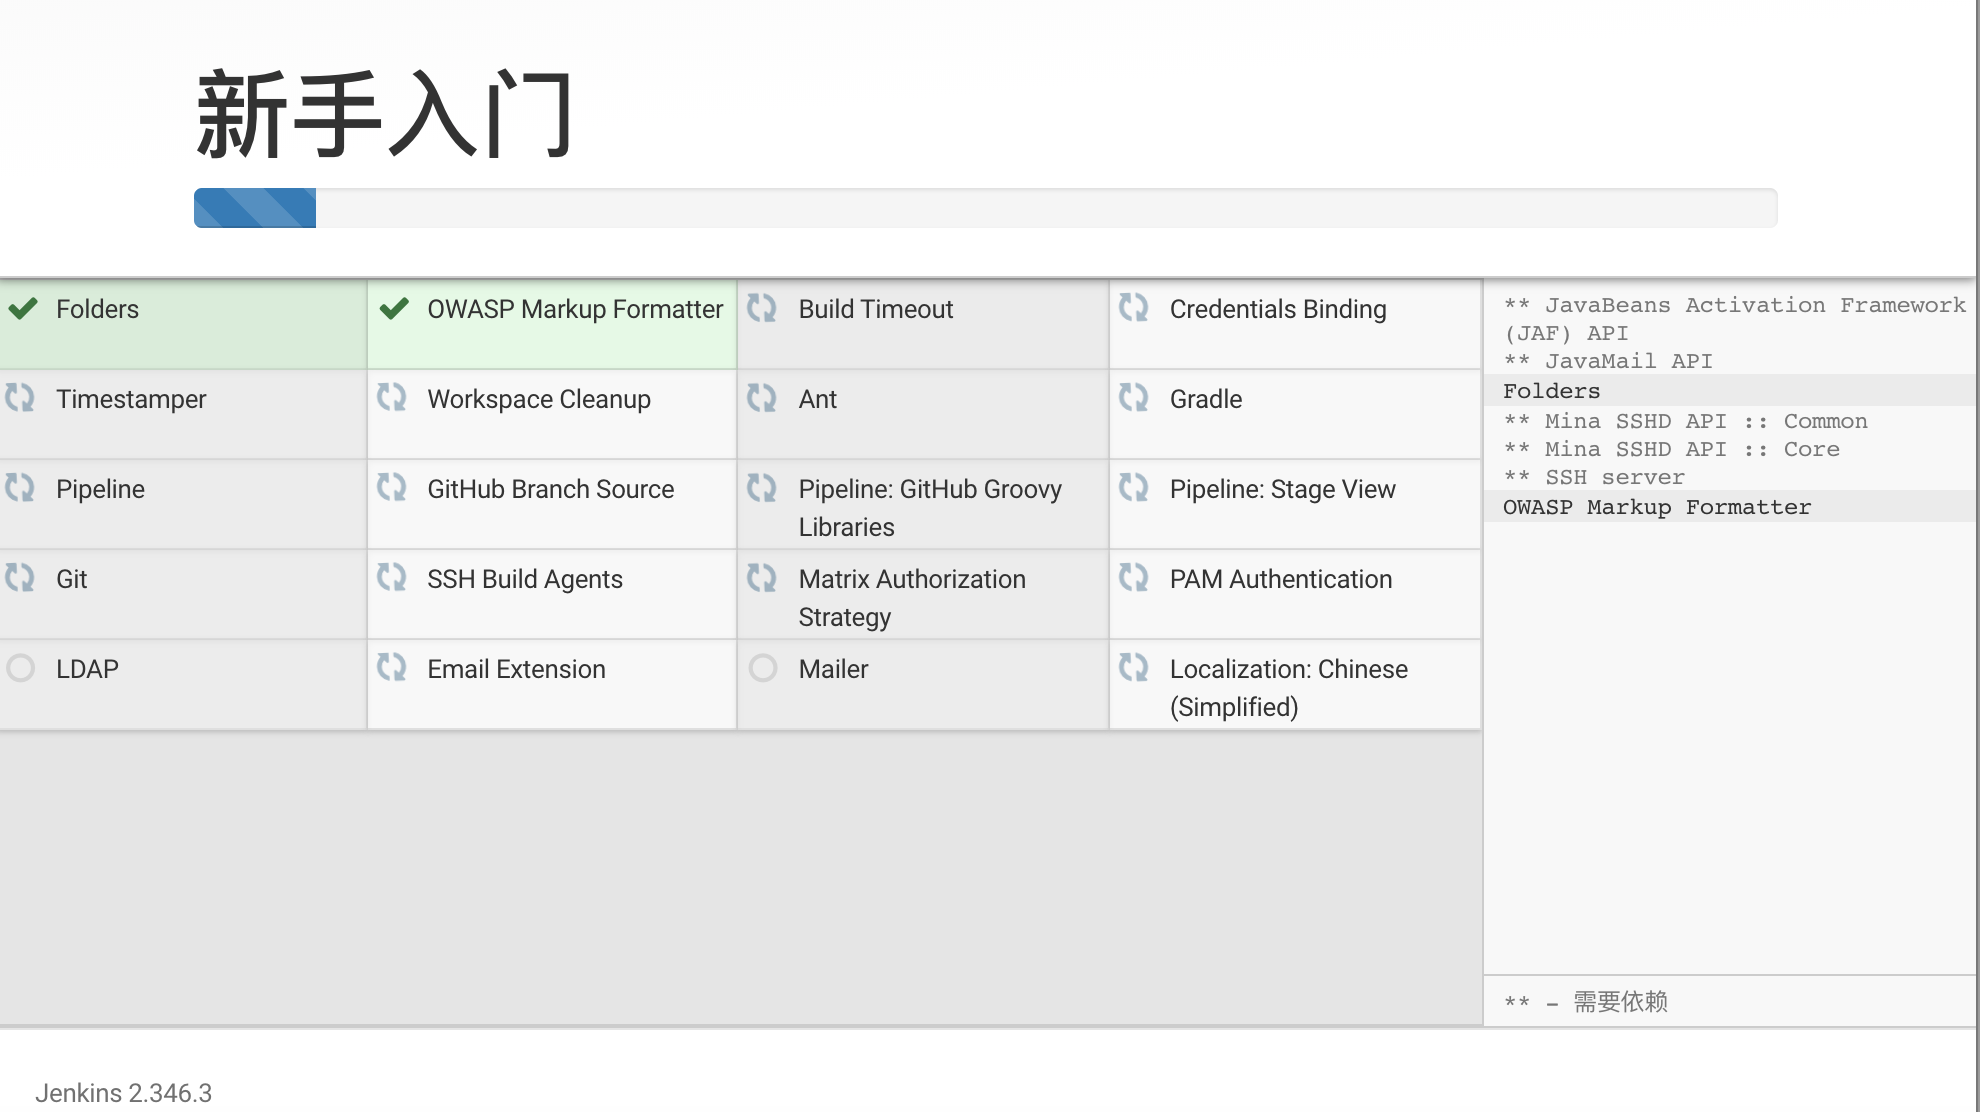 新手入门
Folders
OWASP Markup Formatter
Build Timeout
Credentials Binding
Timestamper
Workspace Cleanup
Ant
Gradle
Pipeline
GitHub Branch Source
Pipeline: GitHub Groovy
Libraries
Pipeline: Stage View
Git
SSH Build Agents
Matrix Authorization
Strategy
PAM Authentication
LDAP
Email Extension
Mailer
Localization: Chinese
(Simplified)
** JavaBeans Activation Framework
(JAF) API
** JavaMail API
Folders
** Mina SSHD API :: Common
** Mina SSHD API :: Core
** SSH server
OWASP Markup Formatter
** - 需要依赖
Jenkins 2.346.3